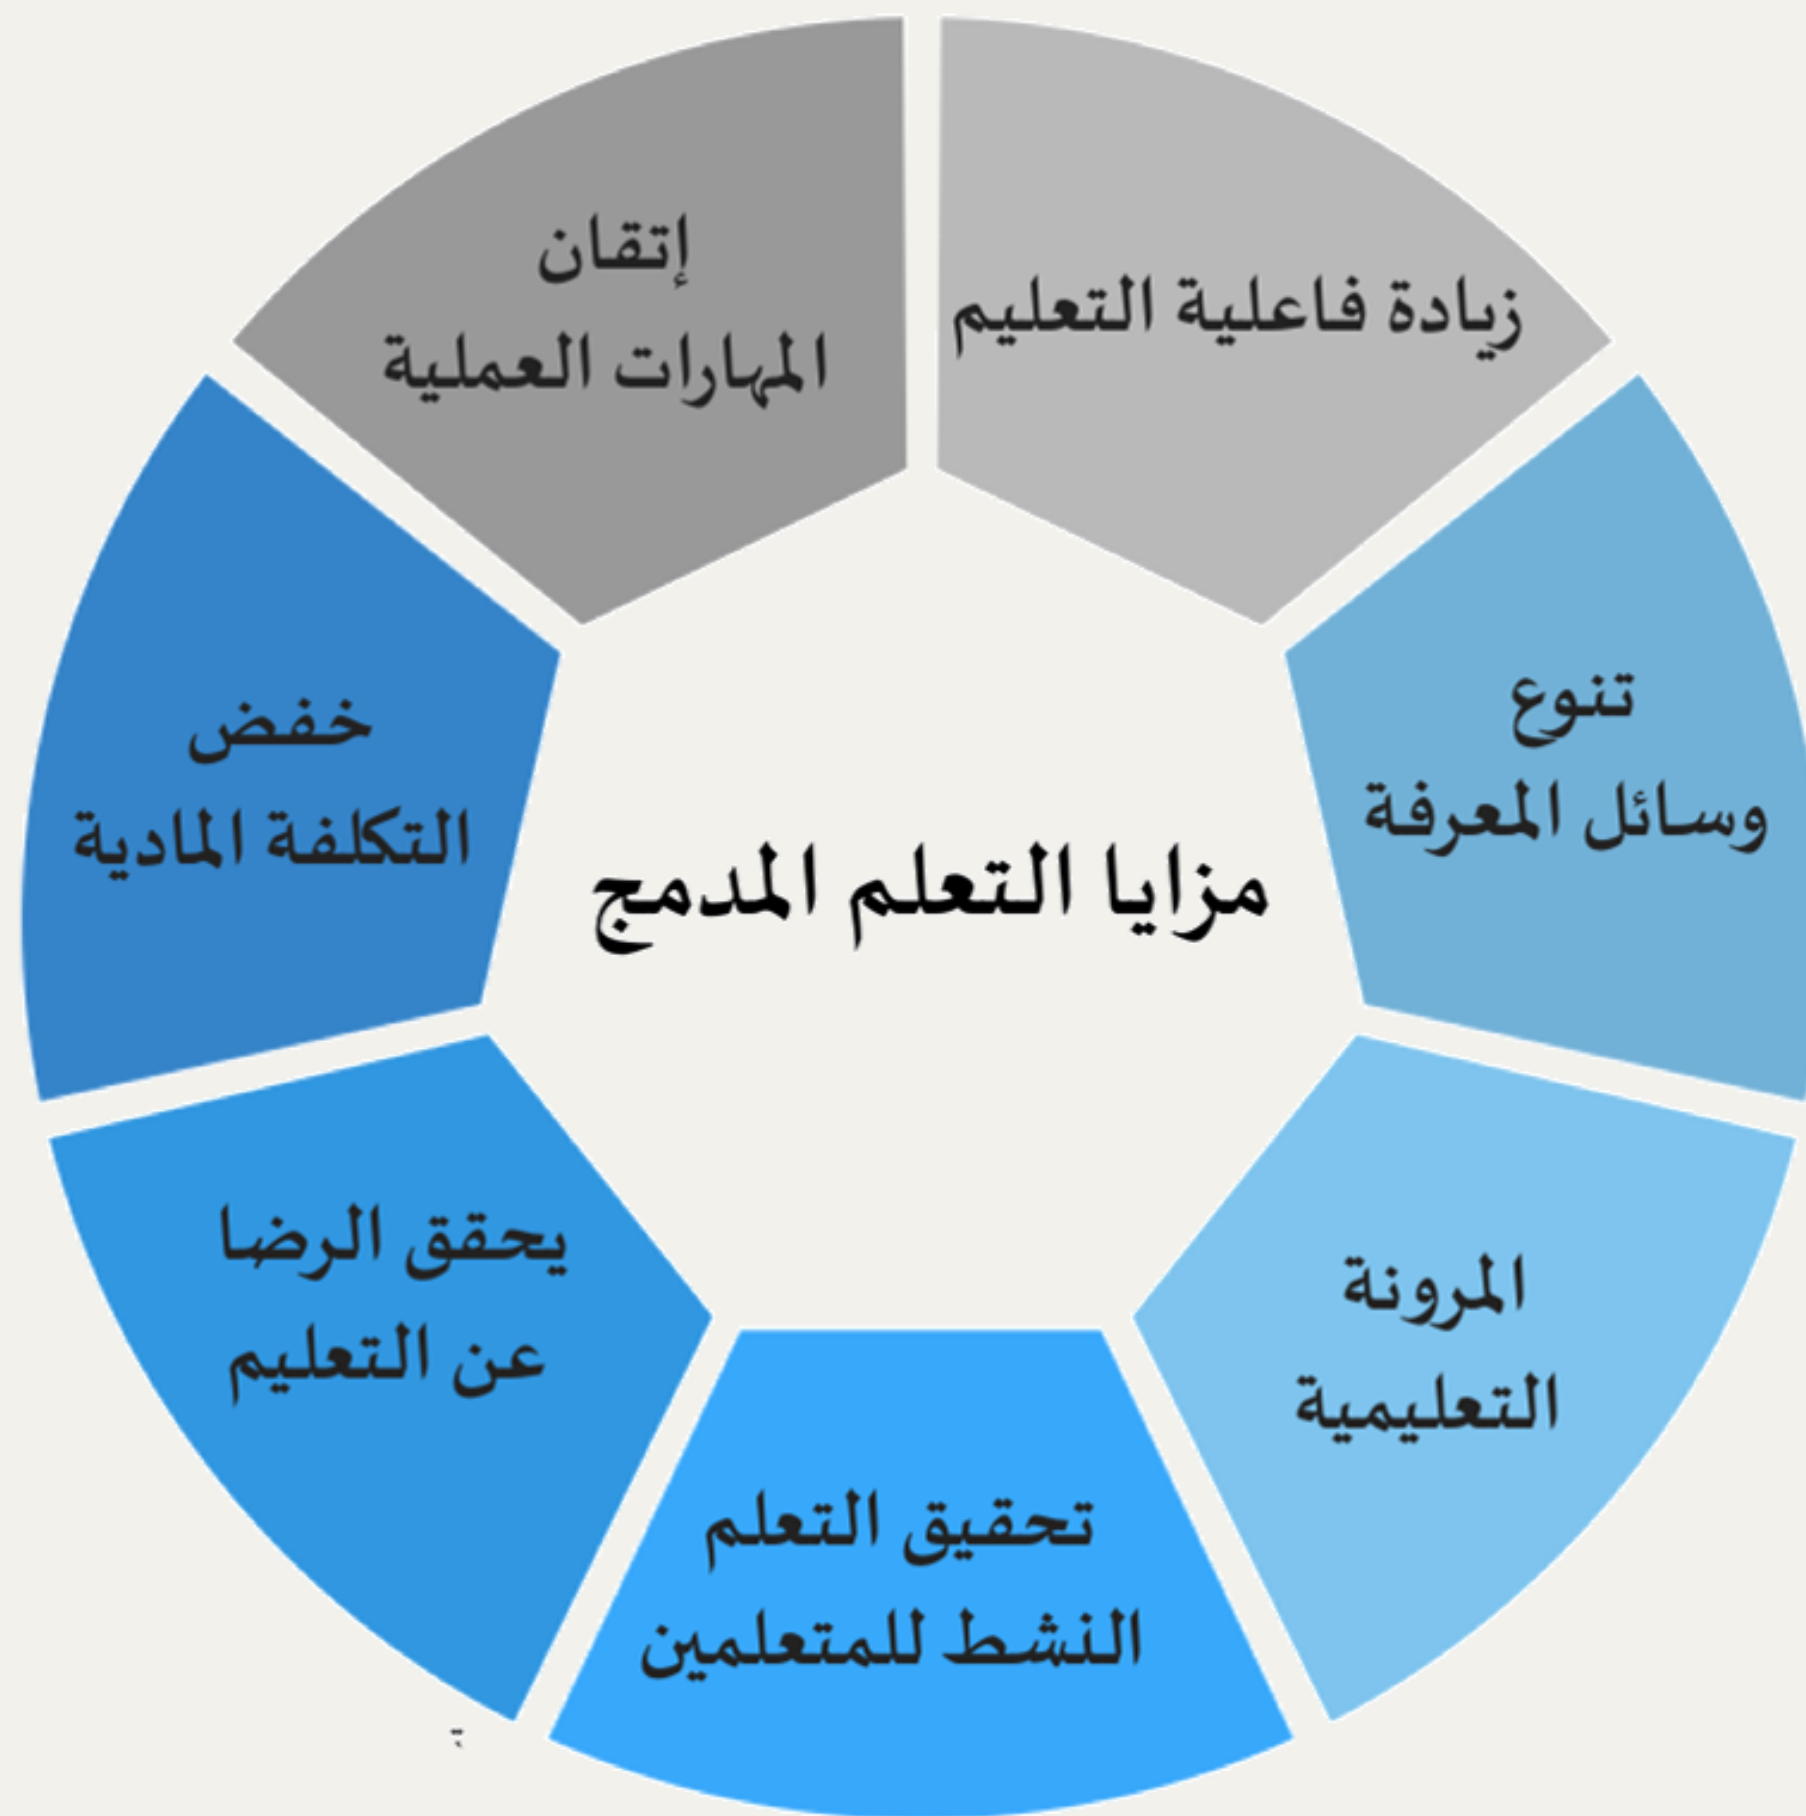 مزايا التعلم المدمج
زيادة فاعلية التعليم
تنوع
وسائل المعرفة
المرونة
التعليمية
تحقيق التعلم
النشط للمتعلمين
يحقق الرضا
عن التعليم
خفض
التكلفة المادية
إتقان
المهارات العملية